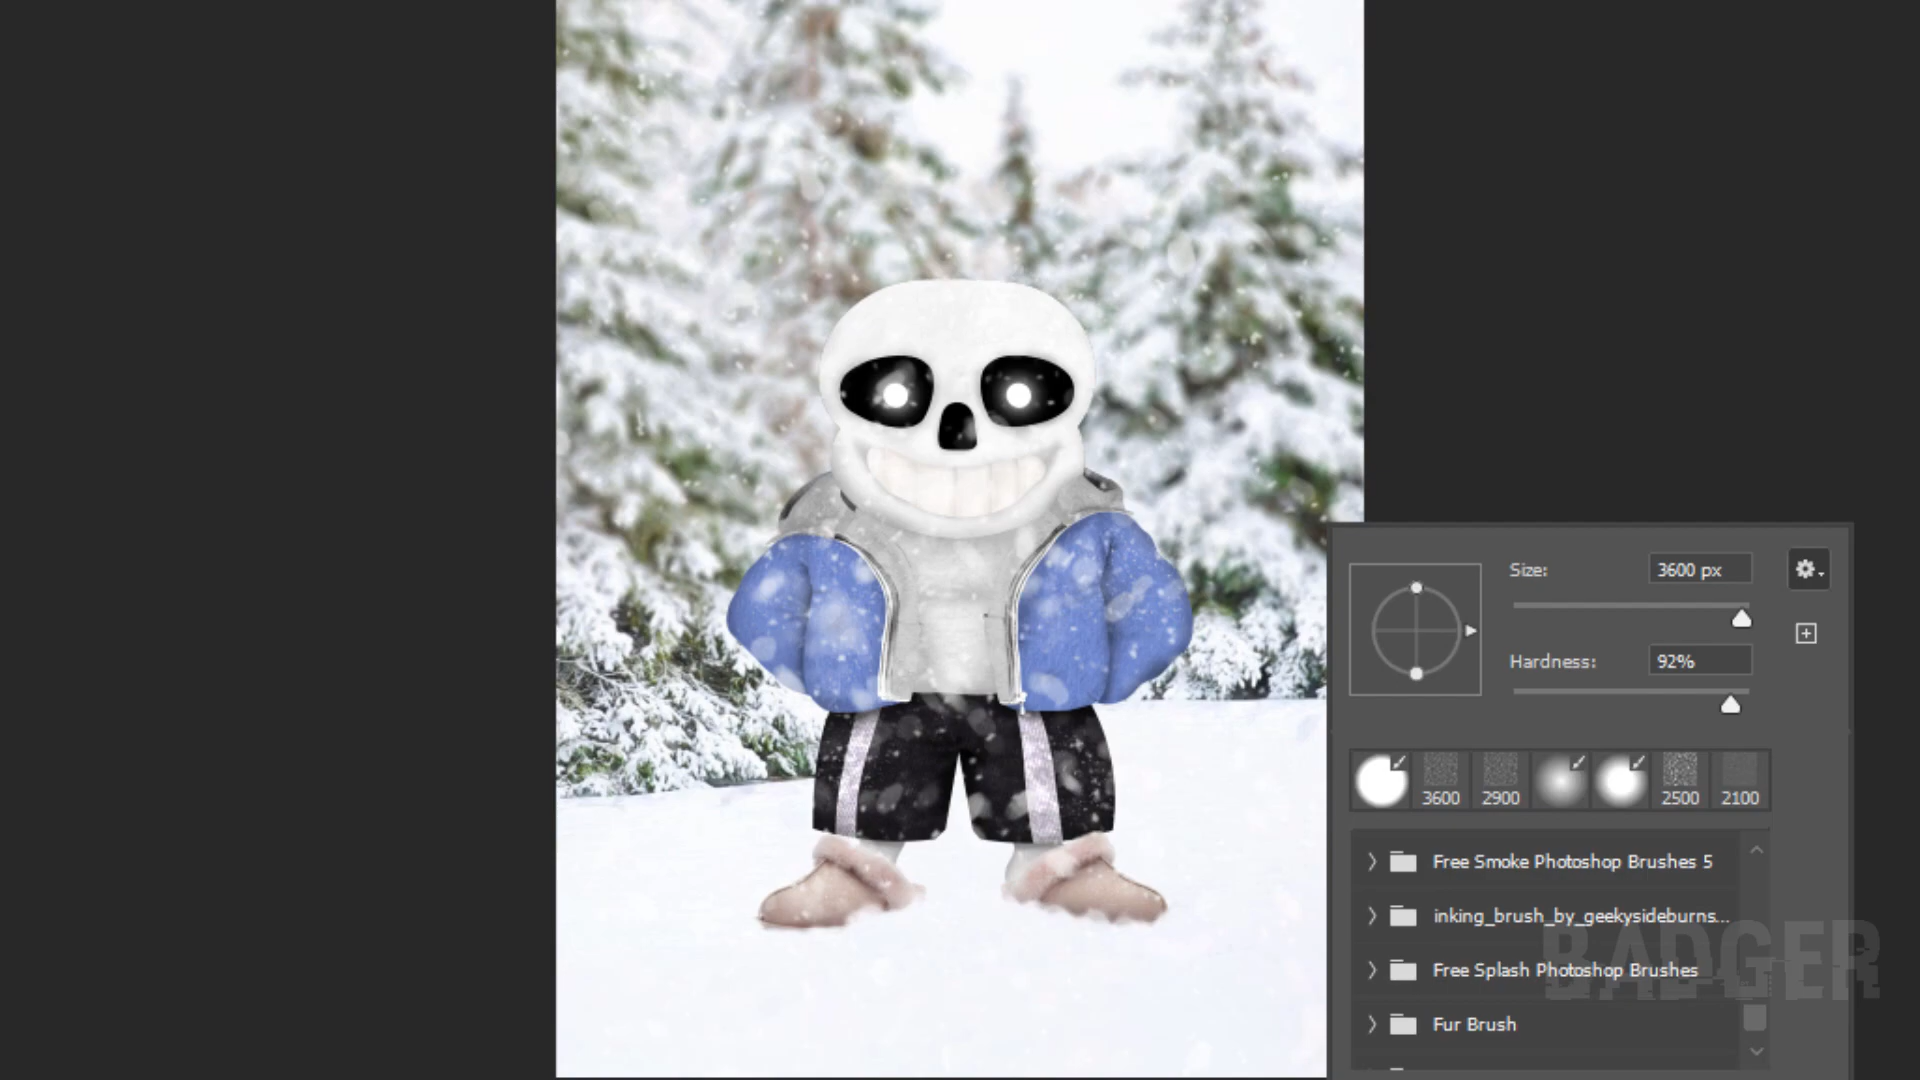 Size:
3600 px
Hardness:
92%
3600
2900
2500
2100
Free Smoke Photoshop Brushes 5
inking_brush_by_geekysideburns...
Free Splash Photoshop Brushes
Fur Brush
BADGER